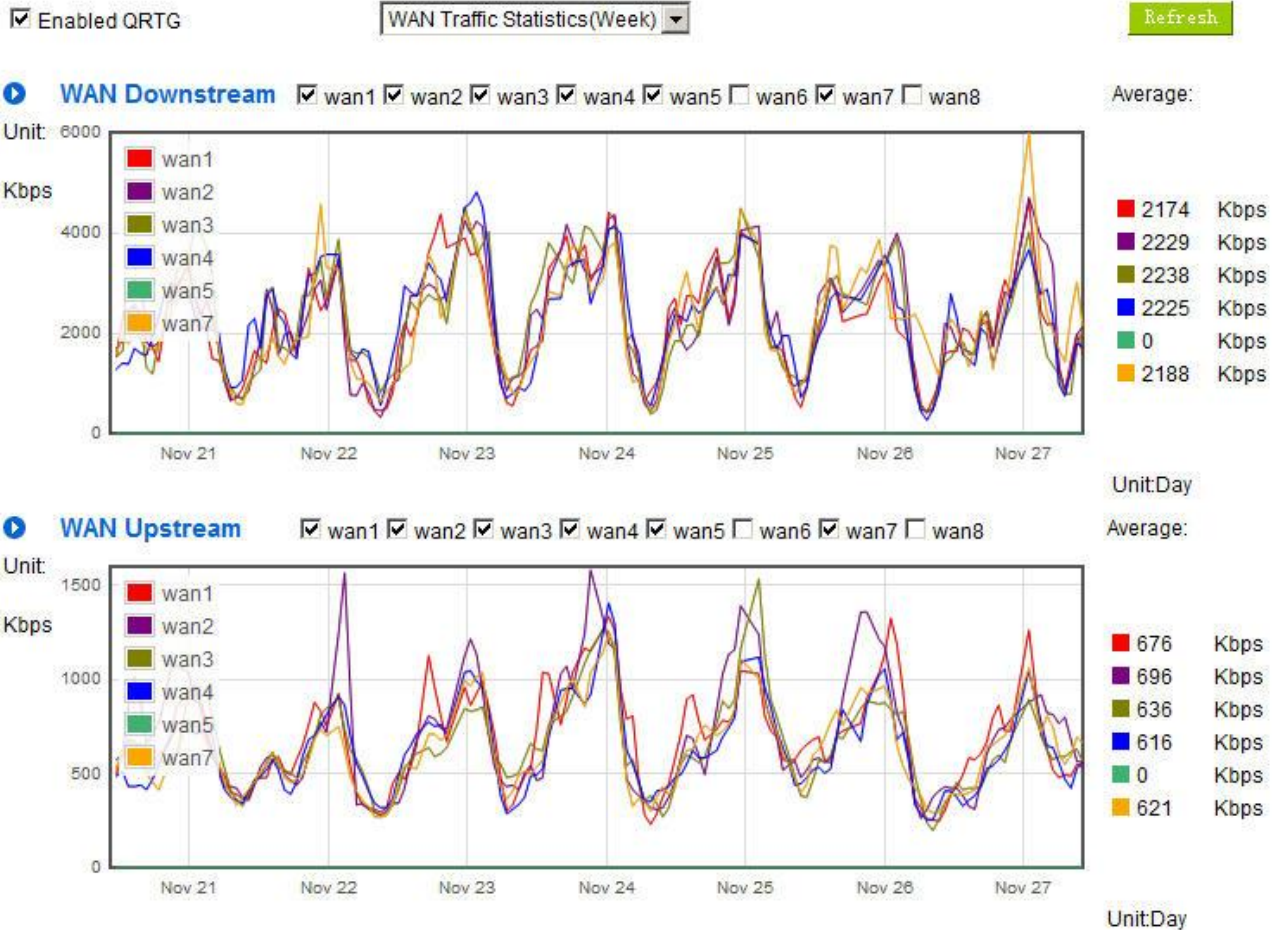 Enabled QRTG WAN Traffic Statistics(Week) Refresh
WAN Downstream wan1 wan2 wan3 wan4 wan5 wan6 wan7 wan8 Average:
Unit:
Kbps
6000
4000
2000
0
wan1
wan2
wan3
wan4
wan5
wan7
2174 Kbps
2229 Kbps
2238 Kbps
2225 Kbps
0 Kbps
2188 Kbps
Nov 21 Nov 22 Nov 23 Nov 24 Nov 25 Nov 26 Nov 27
Unit:Day
WAN Upstream wan1 wan2 wan3 wan4 wan5 wan6 wan7 wan8 Average:
Unit:
Kbps
1500
1000
500
0
wan1
wan2
wan3
wan4
wan5
wan7
676 Kbps
696 Kbps
636 Kbps
616 Kbps
0 Kbps
621 Kbps
Nov 21 Nov 22 Nov 23 Nov 24 Nov 25 Nov 26 Nov 27
Unit:Day